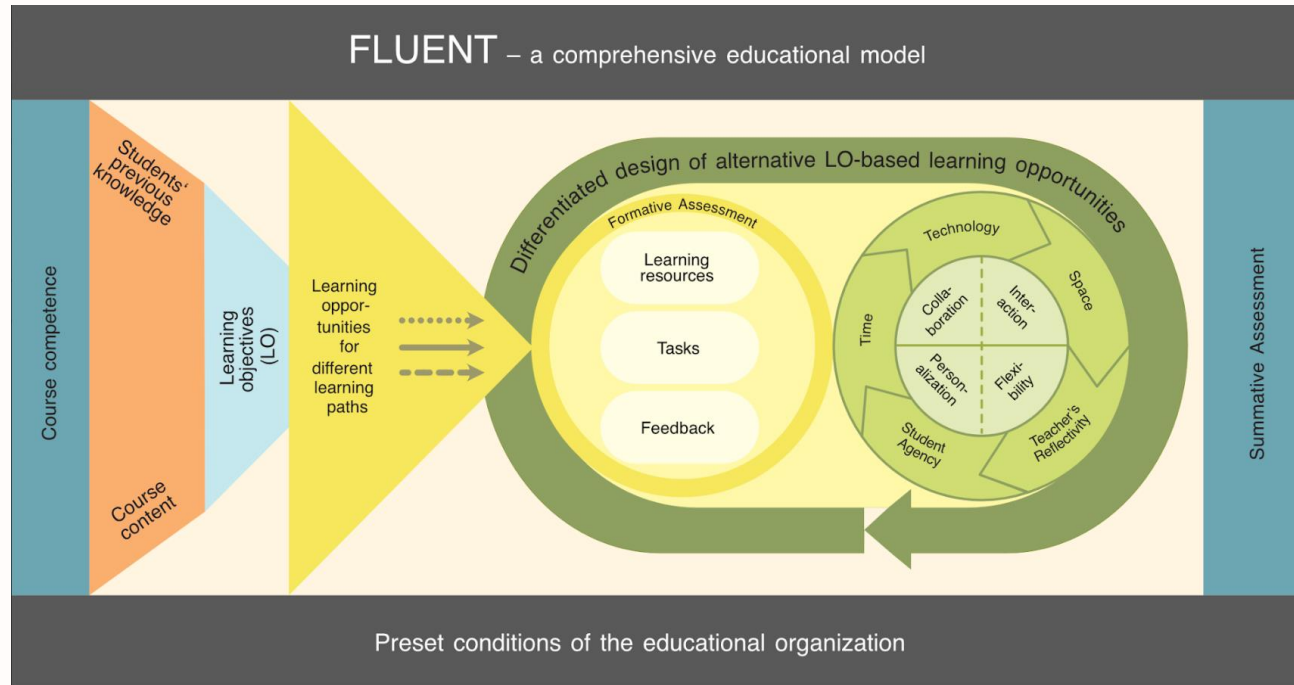 FLUENT – a comprehensive educational model
Course competence
Students‘
previous
knowledge
Course
content
Learning
objectives
(LO)
Learning
oppor-
tunities
for
different
learning
paths
Differentiated design of alternative LO-based learning opportunities
Formative Assessment
Learning
resources
Tasks
Feedback
Technology
Space
Teacher's
Reflectivity
Student
Agency
Time
Colla-
boration
Inter-
action
Person-
alization
Flexi-
bility
Summative Assessment
Preset conditions of the educational organization